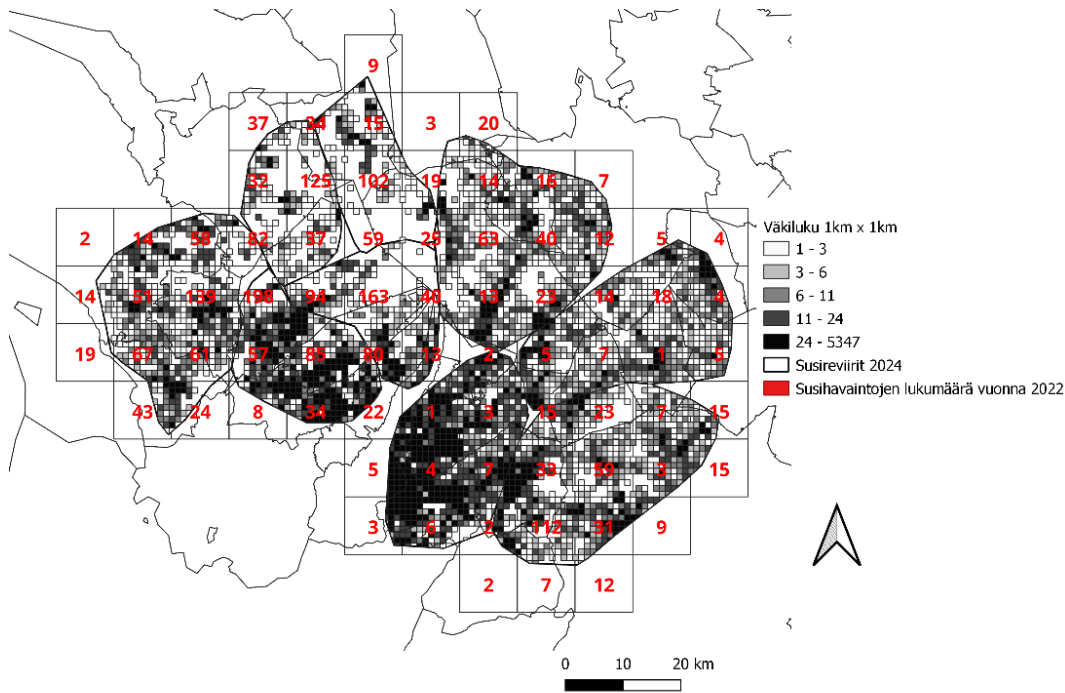 9
37 34 15 3 20
32 125 102 19 14 16 7
2 14 58 82 37 59 25 63 40 12 5 4
14 51 139 198 94 163 40 13 23 14 18 4
19 67 61 57 85 80 13 2 5 7 1 5
43 24 8 34 22 1 3 15 23 7 15
5 4 7 33 59 3 15
3 6 2 112 31 9
2 7 12
Väkiluku 1km x 1km
1 - 3
3 - 6
6 - 11
11 - 24
24 - 5347
Susireviirit 2024
Susihavaintojen lukumäärä vuonna 2022
0 10 20 km